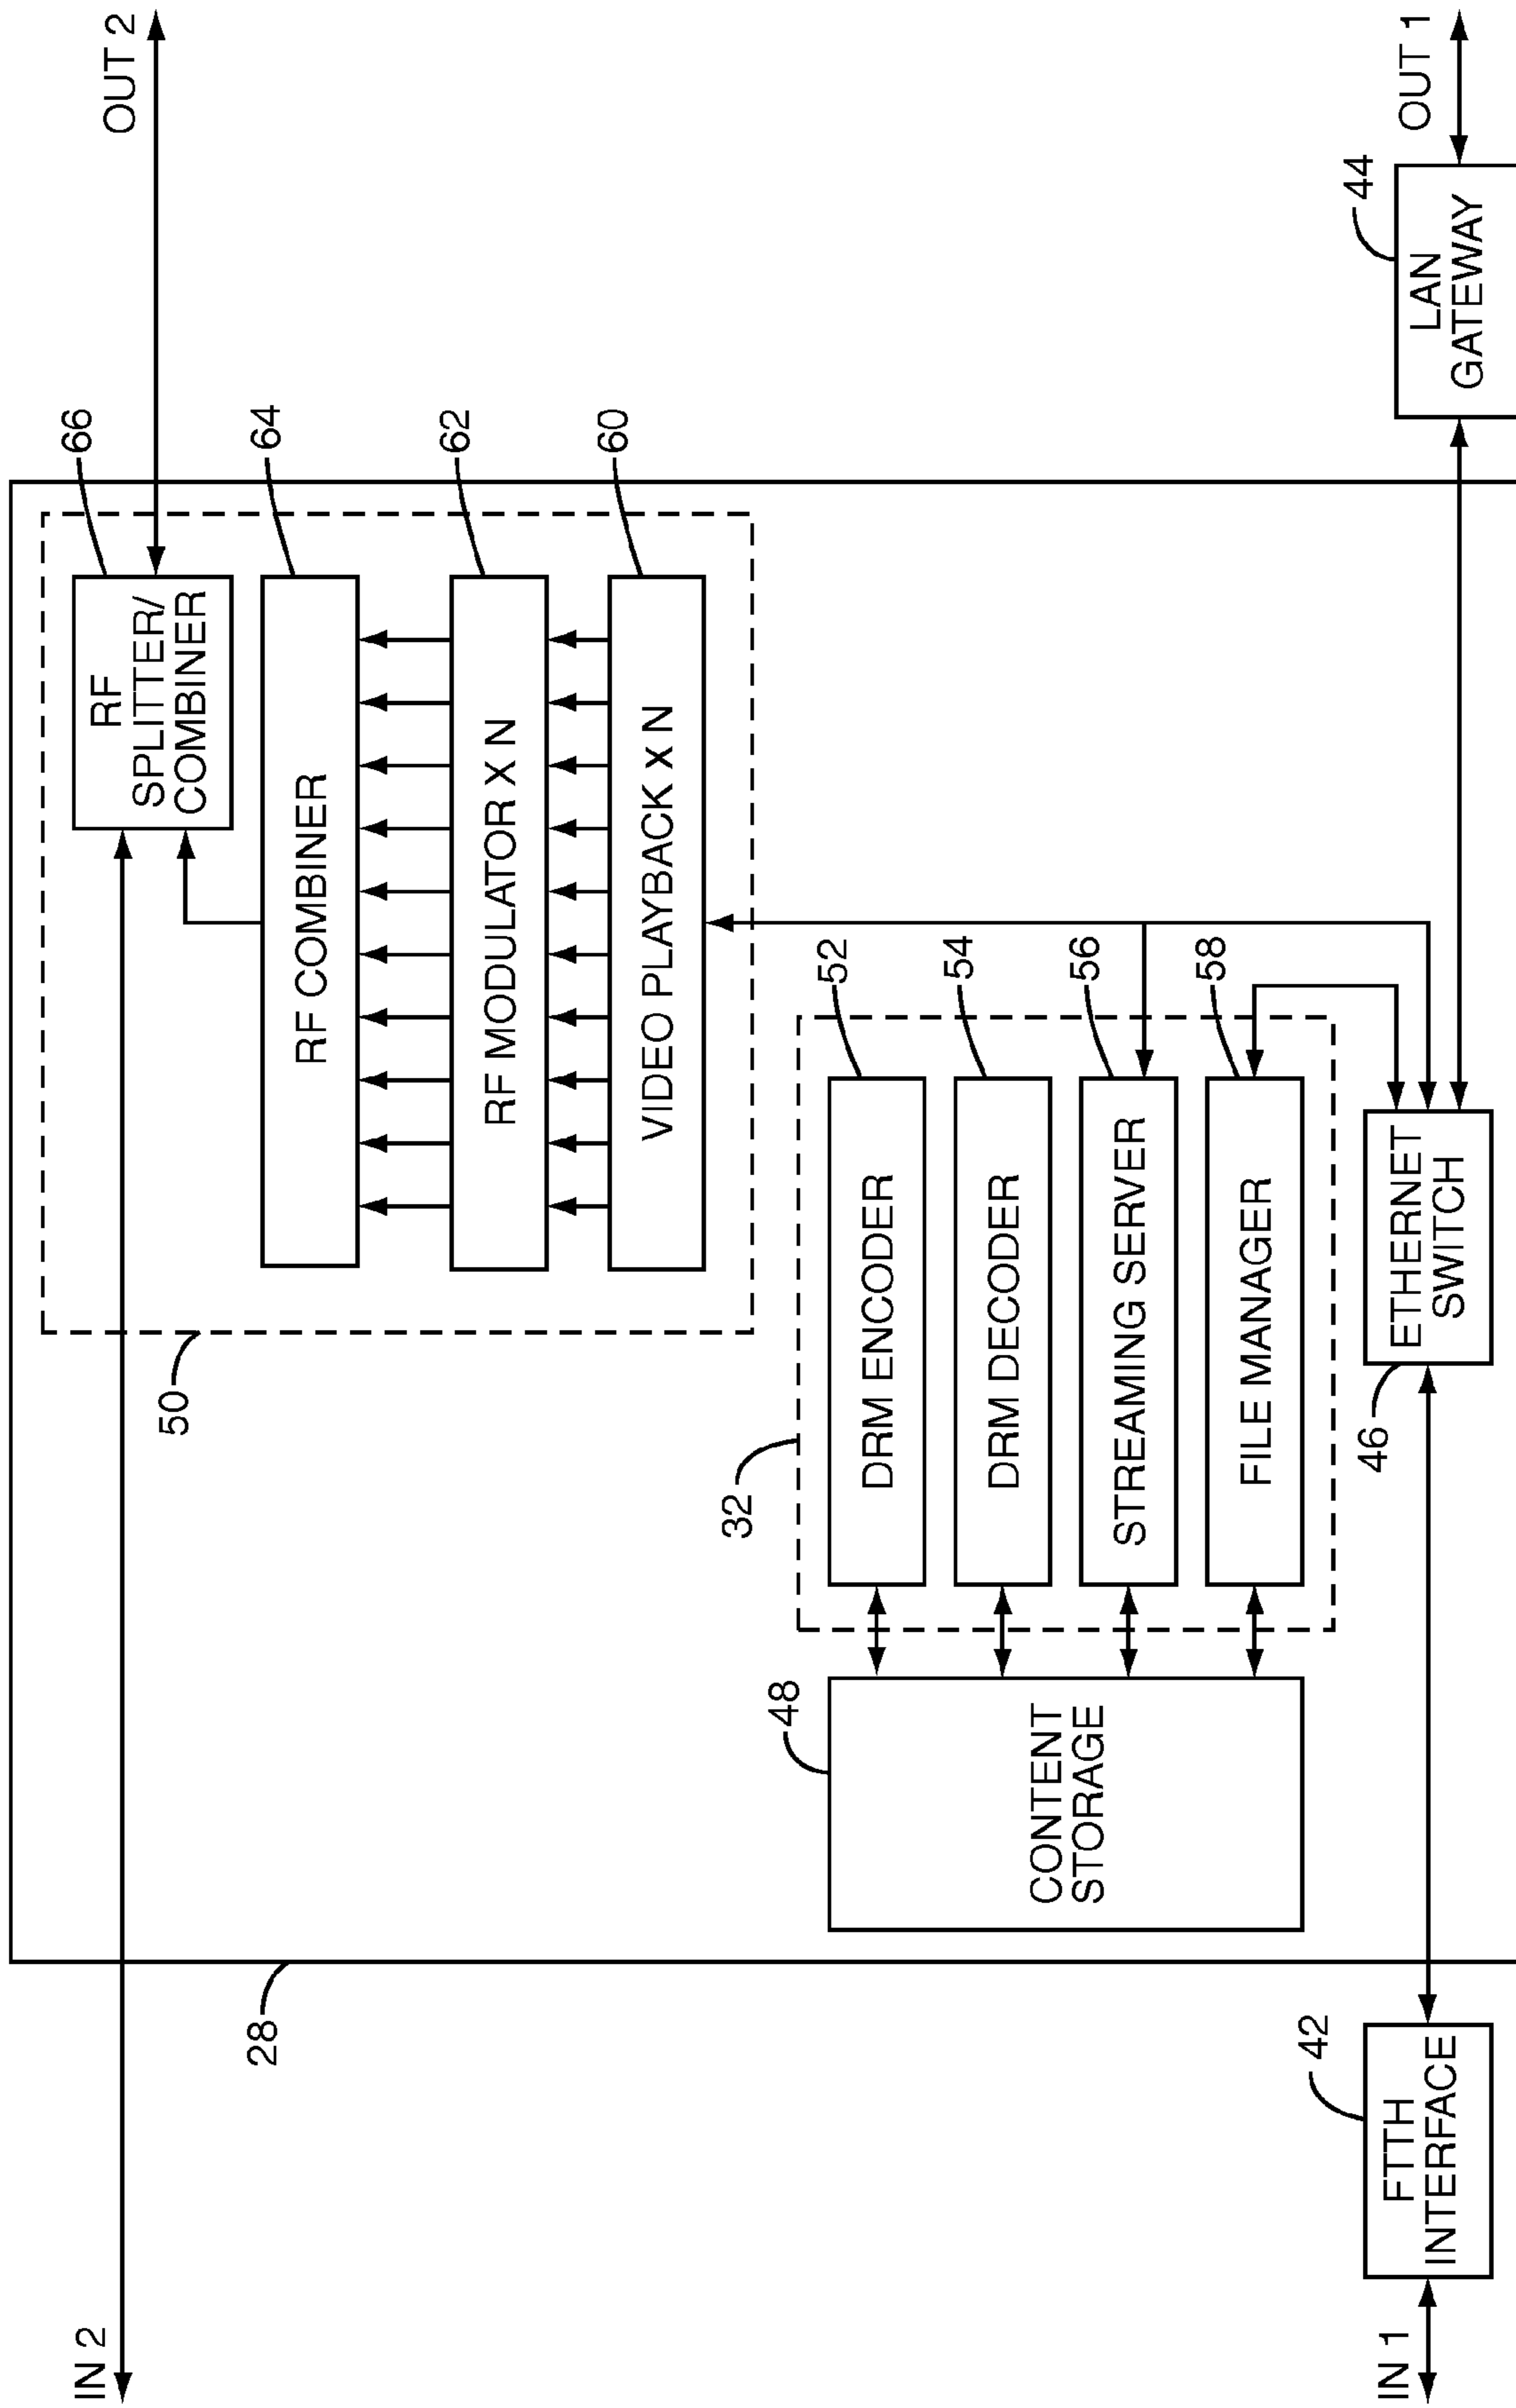 IN 2
OUT 2
66
RF
SPLITTER/
COMBINER
64
RF COMBINER
62
RF MODULATOR X N
60
VIDEO PLAYBACK X N
50
28
32
52
DRM ENCODER
54
DRM DECODER
56
STREAMING SERVER
58
FILE MANAGER
48
CONTENT
STORAGE
IN 1
42
FTTH
INTERFACE
46
ETHERNET
SWITCH
44
LAN
GATEWAY
OUT 1